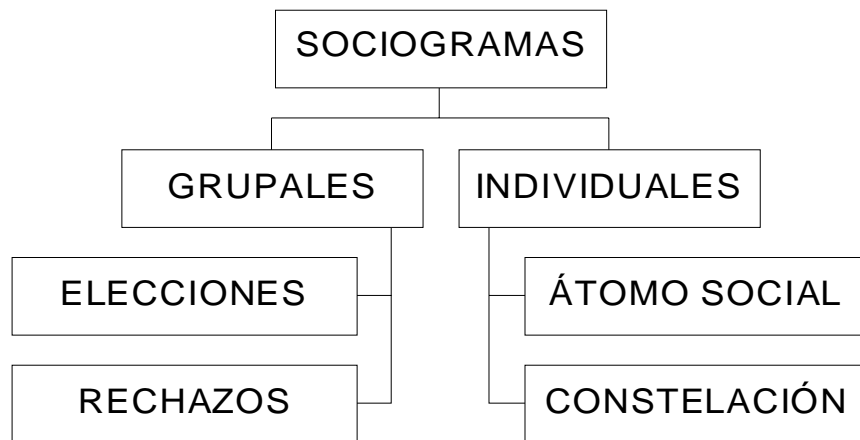 SOCIOGRAMAS
GRUPALES
INDIVIDUALES
ELECCIONES
ÁTOMO SOCIAL
RECHAZOS
CONSTELACIÓN